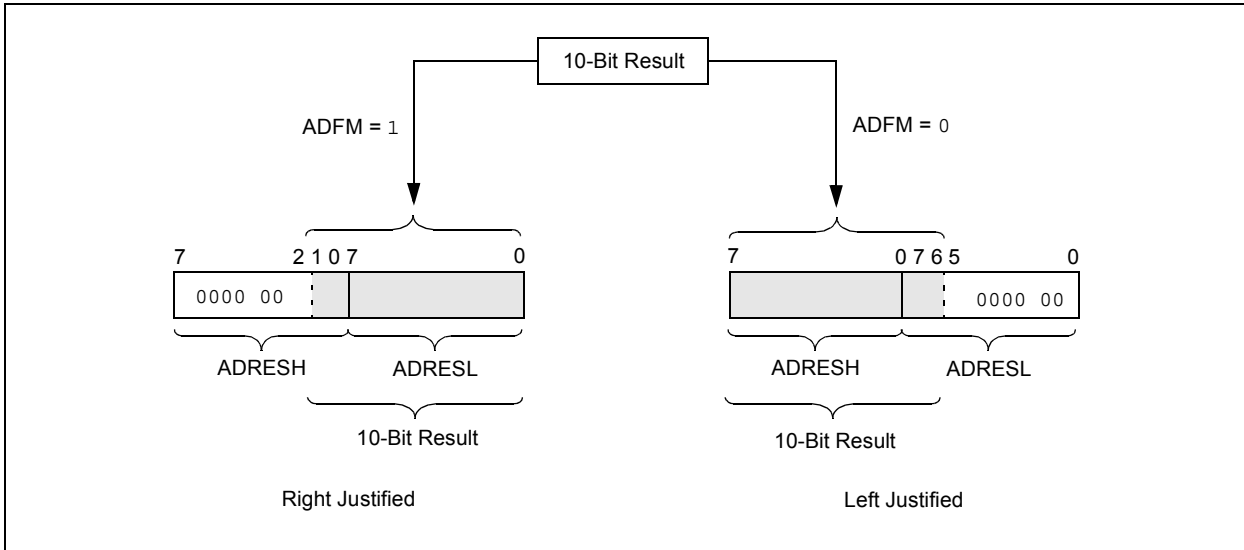 10-Bit Result
ADFM = 1
ADFM = 0
7 2 1 0 7 0
7 0 7 6 5 0
0000 00
0000 00
ADRESH ADRESL
ADRESH ADRESL
10-Bit Result
10-Bit Result
Right Justified
Left Justified